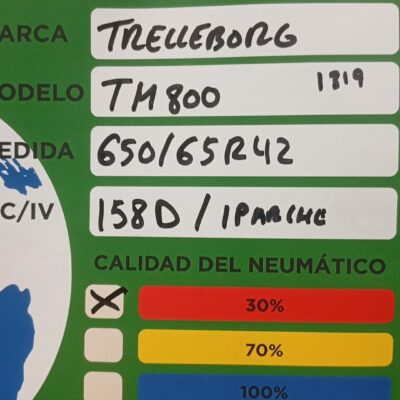 ARCA TRELLEBORG
ODELO TM800 1819
EDIDA 650/65R42
C/IV 158D / 1PARCHE
CALIDAD DEL NEUMÁTICO
X 30%
70%
100%